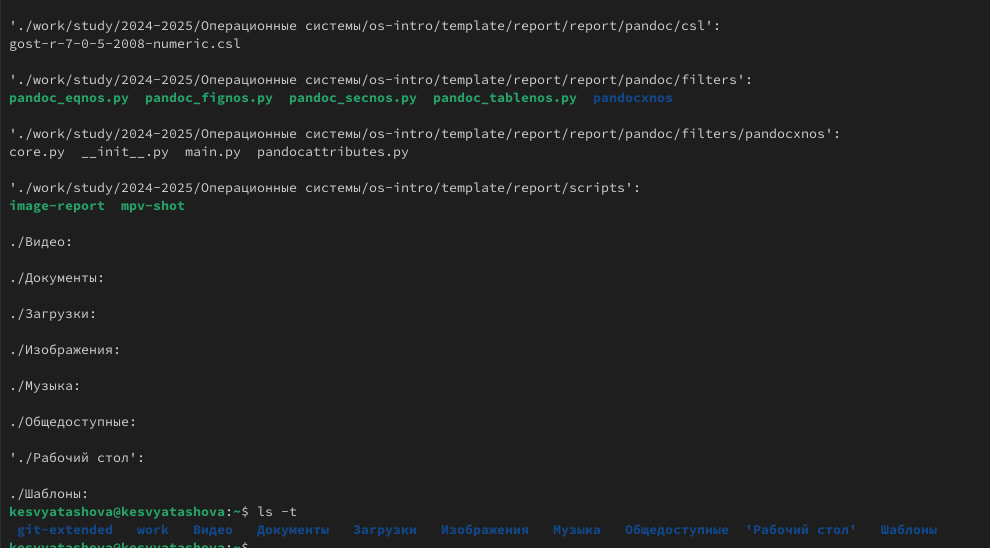 './work/study/2024-2025/Операционные системы/os-intro/template/report/report/pandoc/csl':
gost-r-7-0-5-2008-numeric.csl
'./work/study/2024-2025/Операционные системы/os-intro/template/report/report/pandoc/filters':
pandoc_eqnos.py  pandoc_fignos.py  pandoc_secnos.py  pandoc_tablenos.py  pandocxnos
'./work/study/2024-2025/Операционные системы/os-intro/template/report/report/pandoc/filters/pandocxnos':
core.py  __init__.py  main.py  pandocattributes.py
'./work/study/2024-2025/Операционные системы/os-intro/template/report/scripts':
image-report  mpv-shot
./Видео:
./Документы:
./Загрузки:
./Изображения:
./Музыка:
./Общедоступные:
'./Рабочий стол':
./Шаблоны:
kesvyatashova@kesvyatashova:~$ ls -t
git-extended   work   Видео   Документы   Загрузки   Изображения   Музыка   Общедоступные  'Рабочий стол'   Шаблоны
kesvyatashova@kesvyatashova:~$